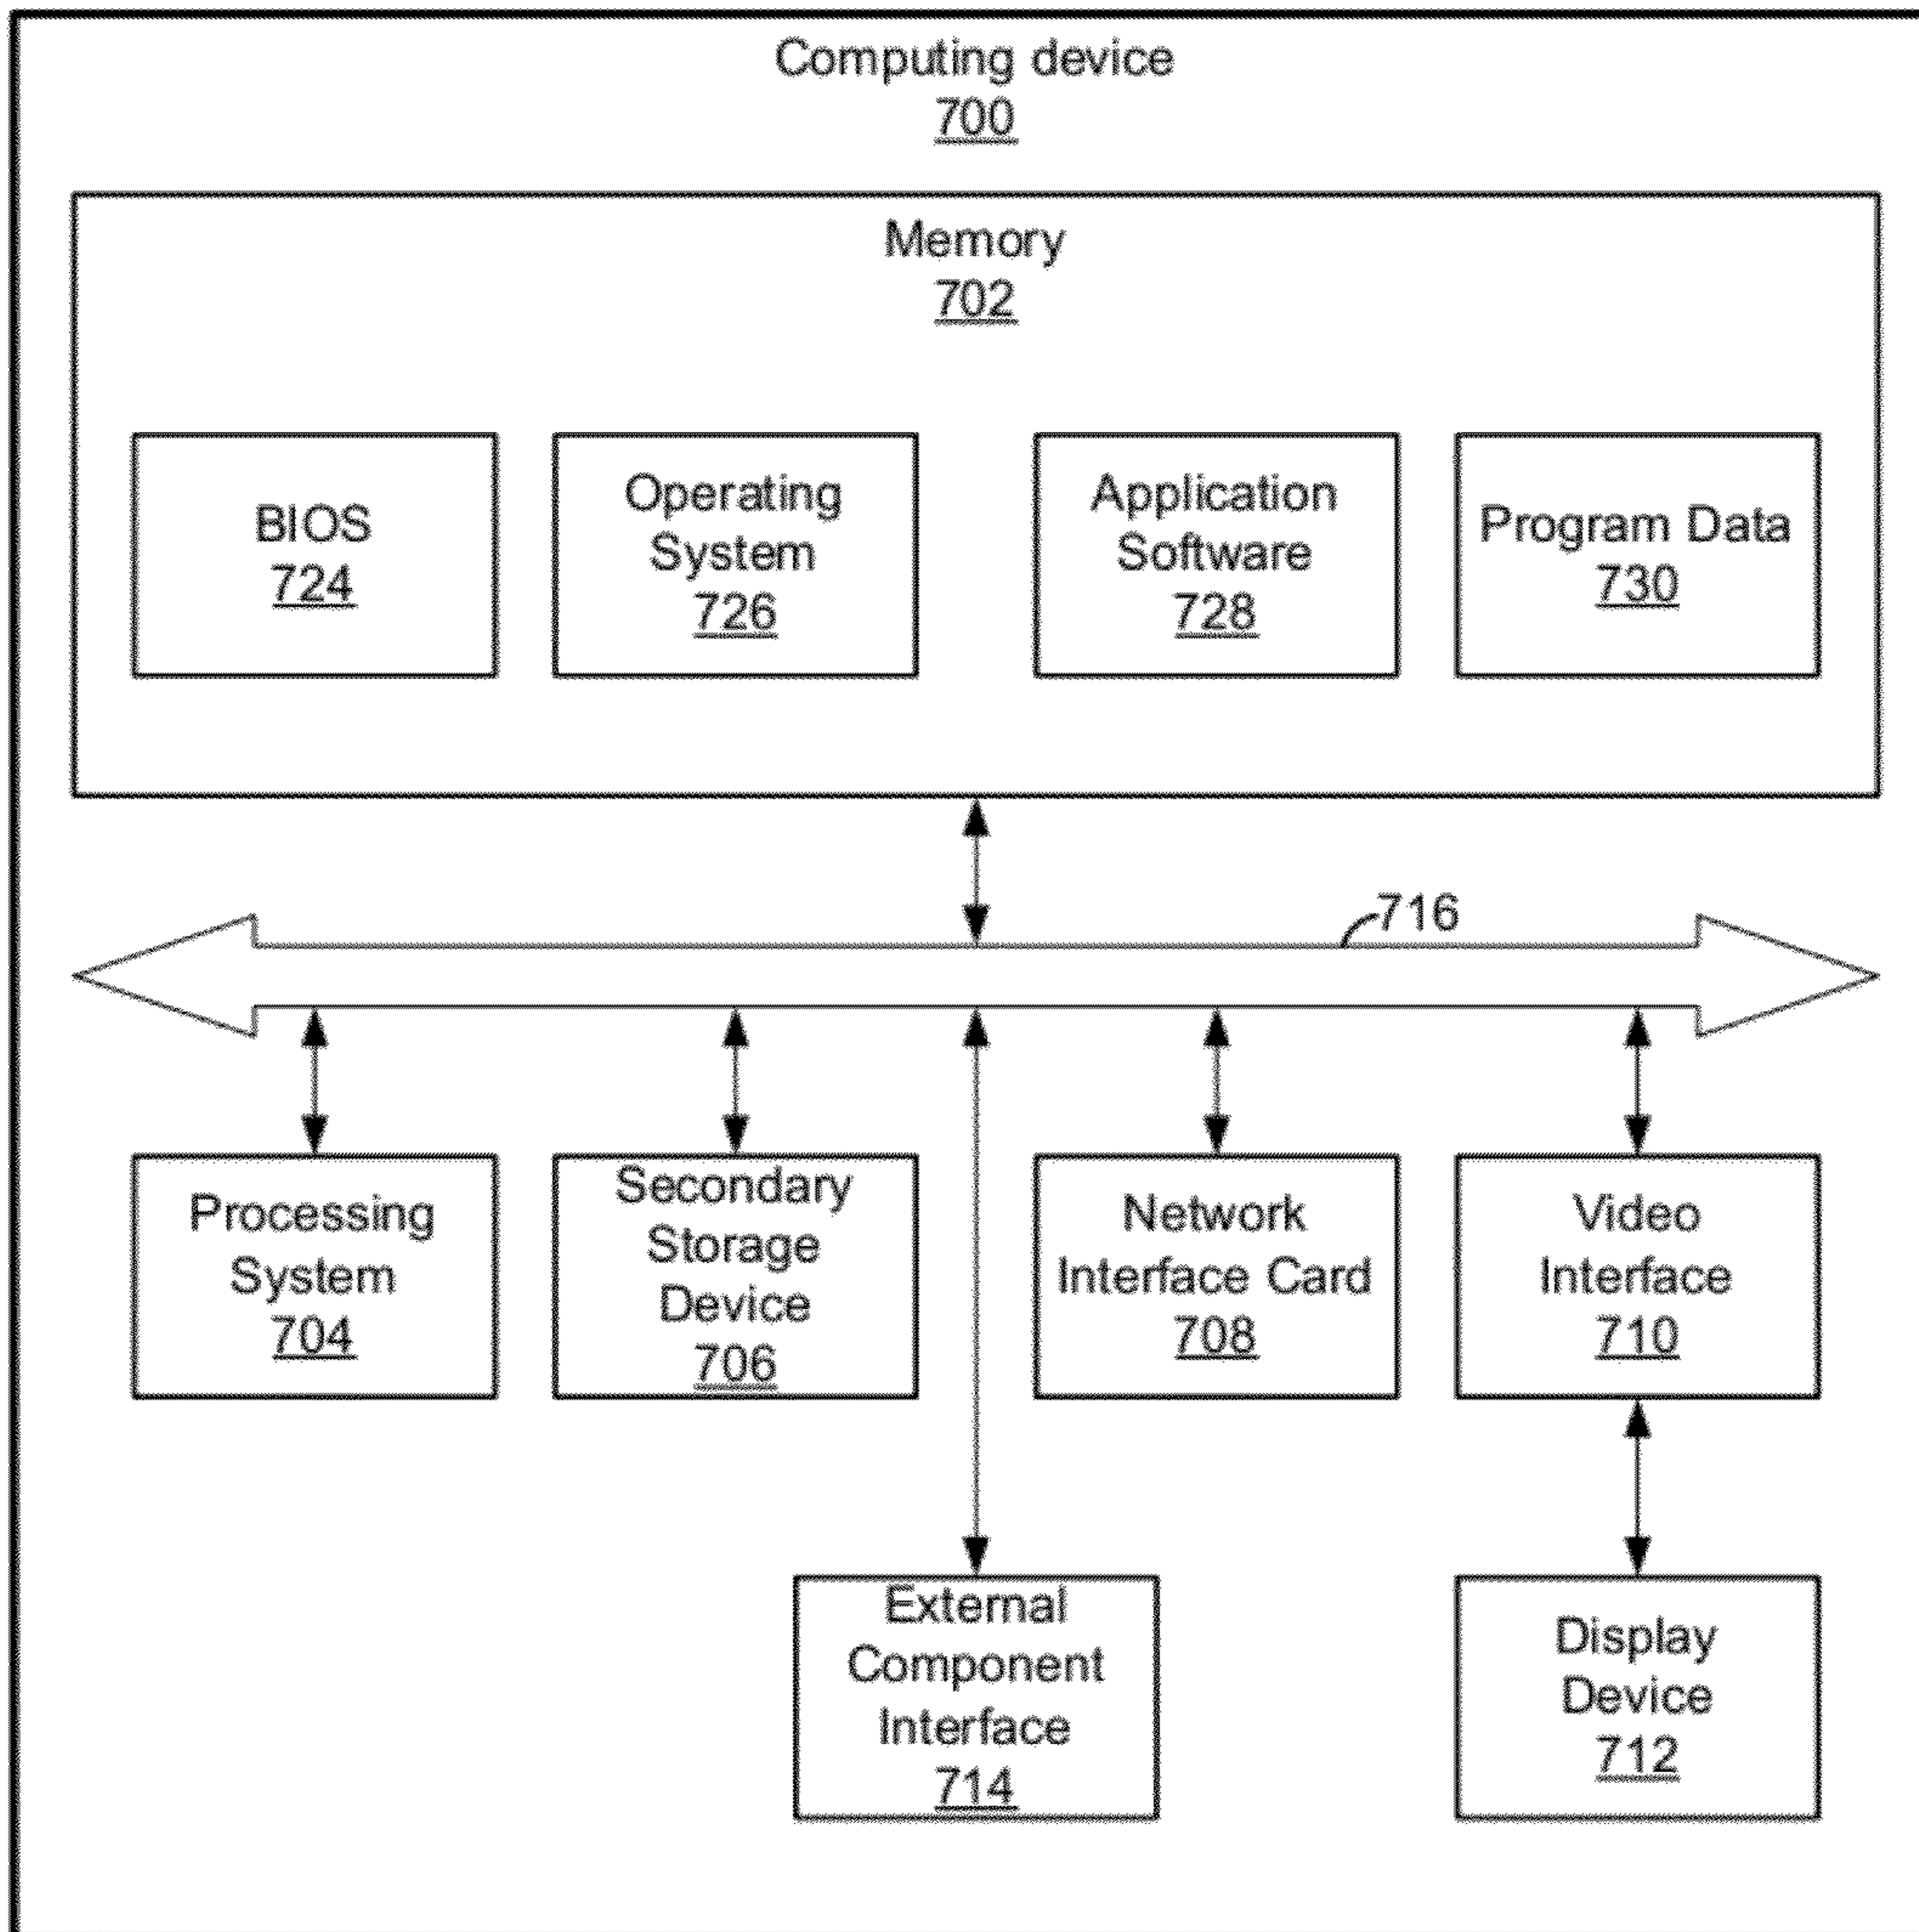 Computing device
700
Memory
702
BIOS
724
Operating
System
726
Application
Software
728
Program Data
730
716
Processing
System
704
Secondary
Storage
Device
706
Network
Interface Card
708
Video
Interface
710
External
Component
Interface
714
Display
Device
712